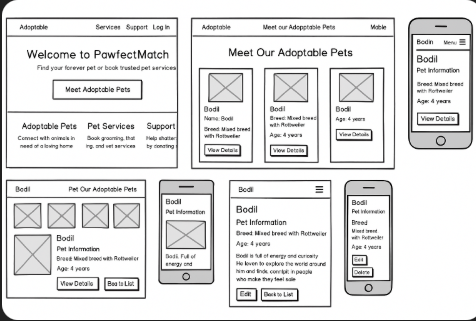 Adoptable Services Support Log In
Welcome to PawfectMatch
Find your forever pet or book trusted pet services
Meet Adoptable Pets
Adoptable Pets
Connect with animals in
need of a loving home
Pet Services
Book grooming, that
ing, and vet services
Support
Help shatter
by donating s
Adoptable Meet our Adoptable Pets Mable
Meet Our Adoptable Pets
Bodil
Name: Bodil
Breed: Mixed breed
with Rottweiler
View Details
Bodil
Breed: Mixed breed
with Rottweiler
Age: 4 years
View Details
Bodil
Age: 4 years
View Details
Bodin Menu
Bodil
Pet Information
Breed: Mixed breed
with Rottweiler
Age: 4 years
View Details
Bodil Pet Our Adoptable Pets
Bodil
Pet Information
Breed: Mixed breed with Rottweiler
Age: 4 years
View Details
Bea to List
Bodil
Pet Information
Bodil. Full of
energy and
Bodil
Bodil
Pet Information
Breed: Mixed breed with Rottweiler
Age: 4 years
Bodil is full of energy and curiosity
He loven to explore the world around
him and finds, conript in people
who make they feel safe
Edit
Back to List
Bodil
Pet Information
Breed
Mixed breed
with Rottweiler
Age: 4 years
Edit
Delete